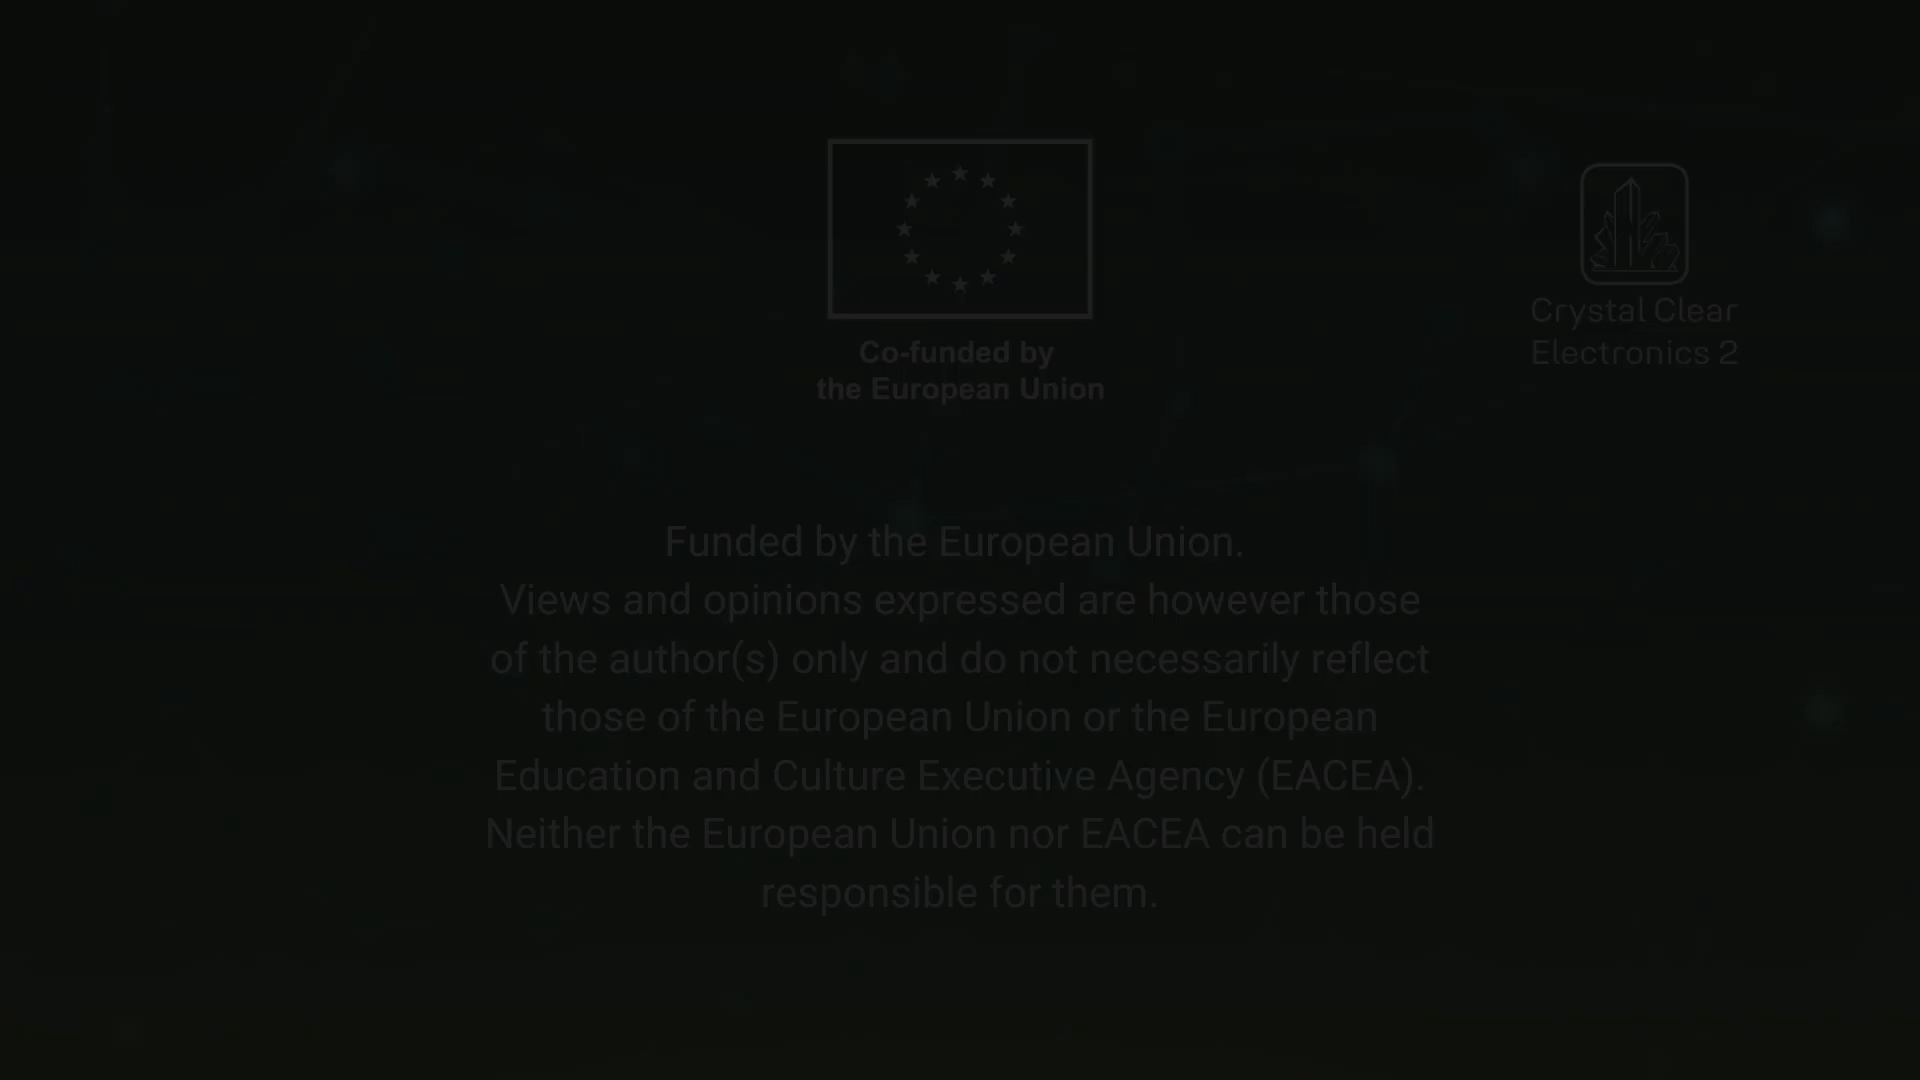 Co-funded by
the European Union
Crystal Clear
Electronics 2
Funded by the European Union.
Views and opinions expressed are however those
of the author(s) only and do not necessarily reflect
those of the European Union or the European
Education and Culture Executive Agency (EACEA).
Neither the European Union nor EACEA can be held
responsible for them.